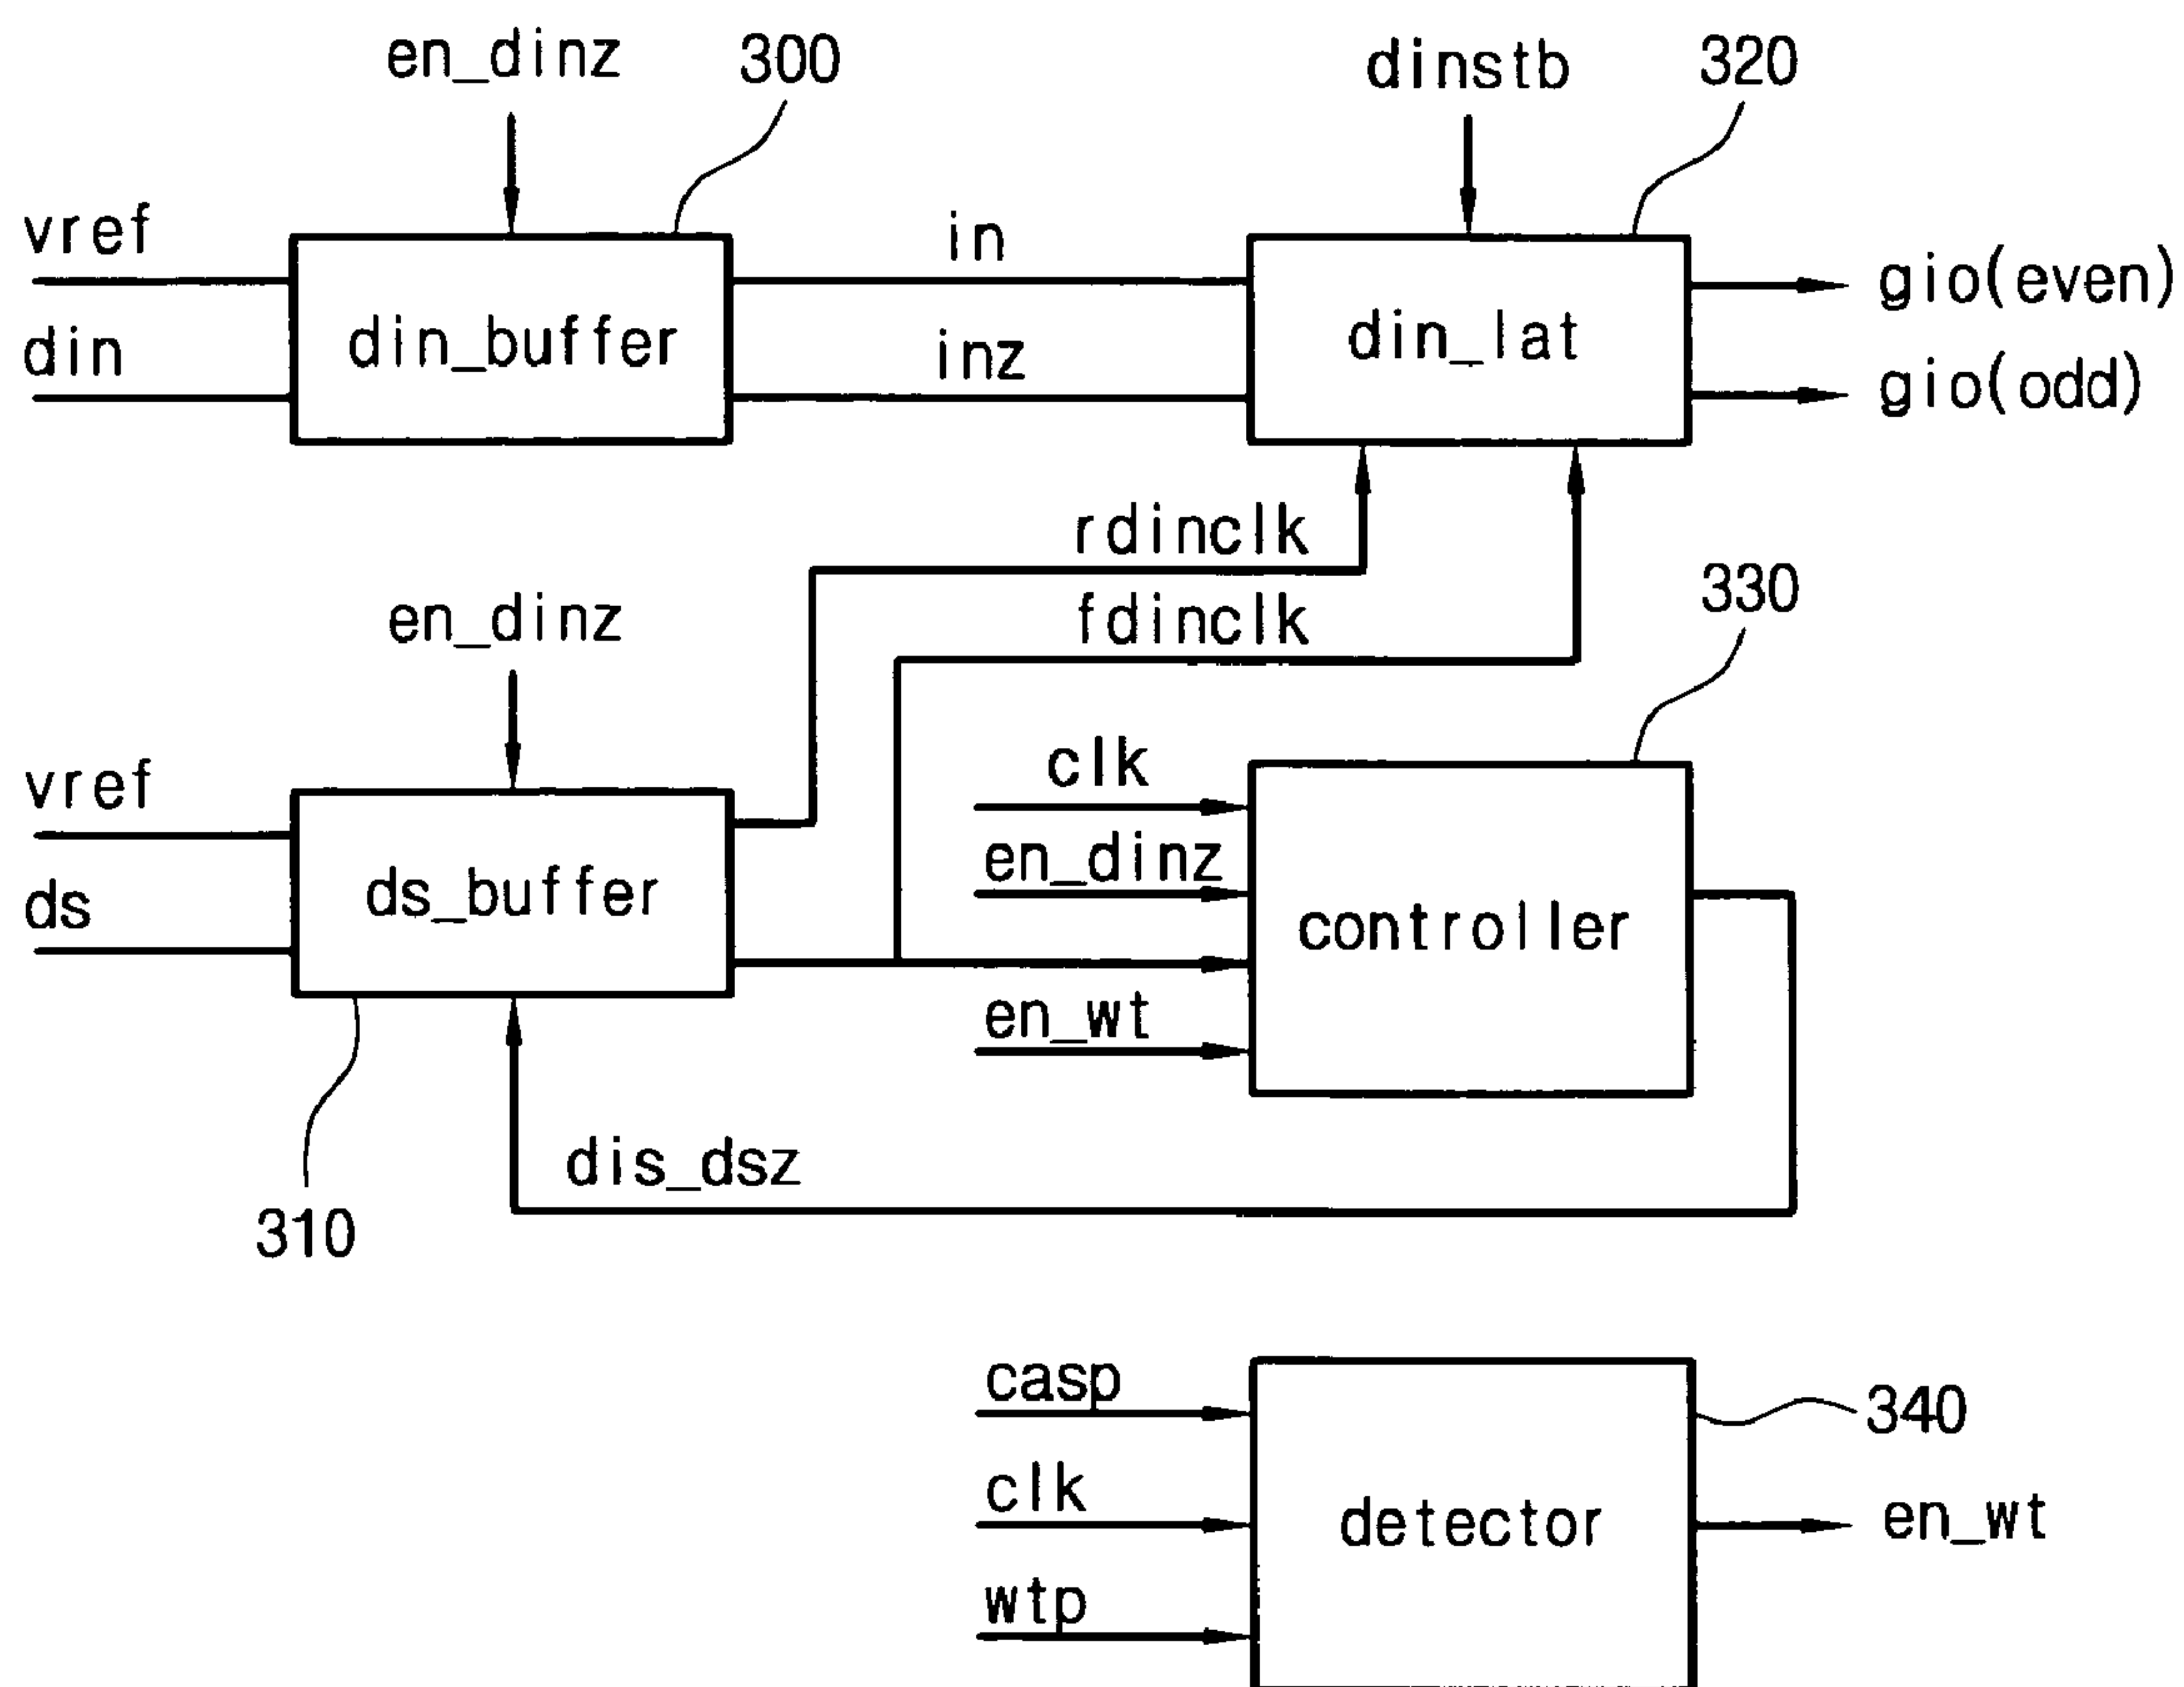 en_dinz
300
dinstb
320
vref
in
gio(even)
din_buffer
din_lat
din
inz
gio(odd)
rdinclk
en_dinz
fdinclk
330
clk
vref
en_dinz
ds_buffer
controller
ds
en_wt
dis_dsz
310
casp
340
clk
detector
en_wt
wtp